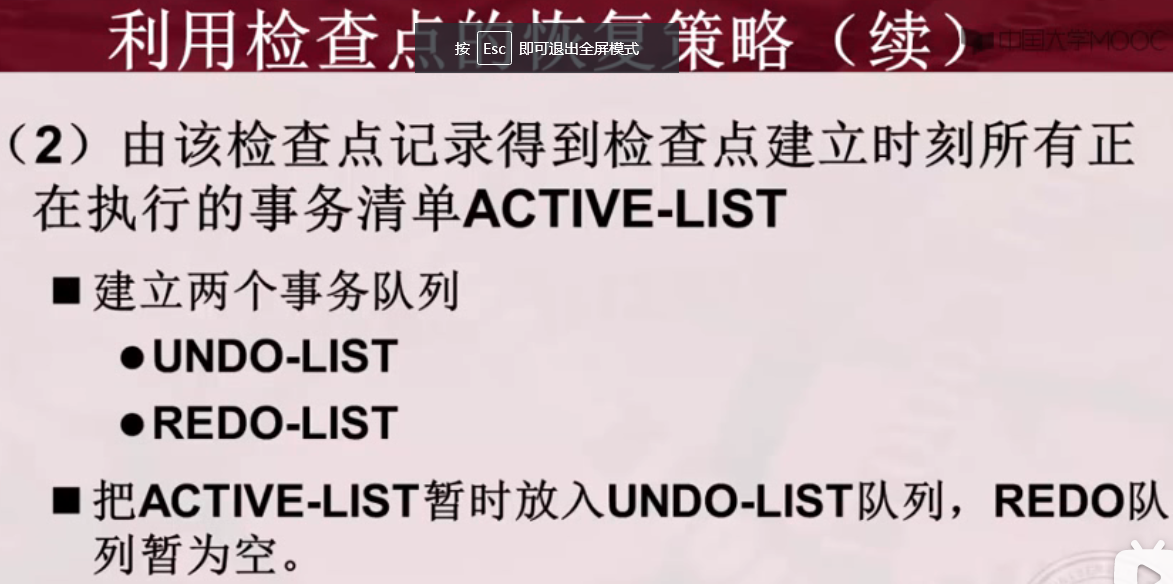 利用检查点的恢复策略（续）
按 Esc 即可退出全屏模式
中国大学MOOC
（2）由该检查点记录得到检查点建立时刻所有正
在执行的事务清单ACTIVE-LIST
■建立两个事务队列
●UNDO-LIST
●REDO-LIST
■把ACTIVE-LIST暂时放入UNDO-LIST队列，REDO队
列暂为空。